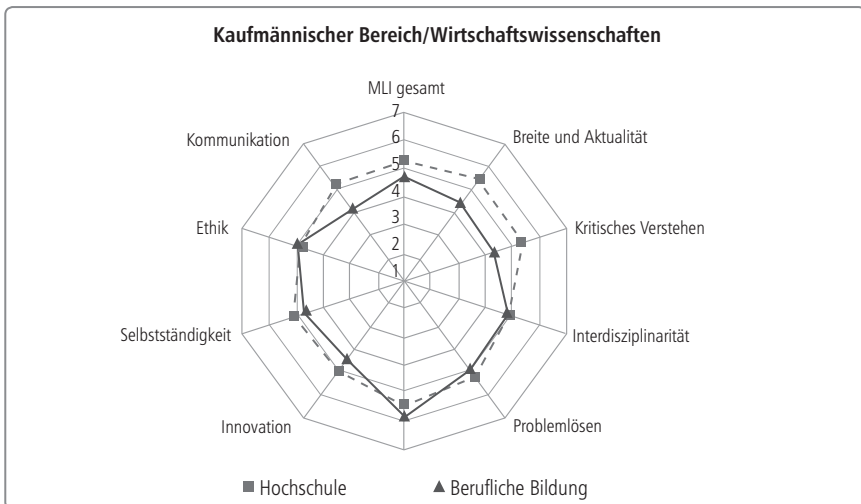 Kaufmännischer Bereich/Wirtschaftswissenschaften
MLI gesamt
7
6
5
4
3
2
1
Breite und Aktualität
Kritisches Verstehen
Interdisziplinarität
Problemlösen
Innovation
Selbstständigkeit
Ethik
Kommunikation
Hochschule
Berufliche Bildung